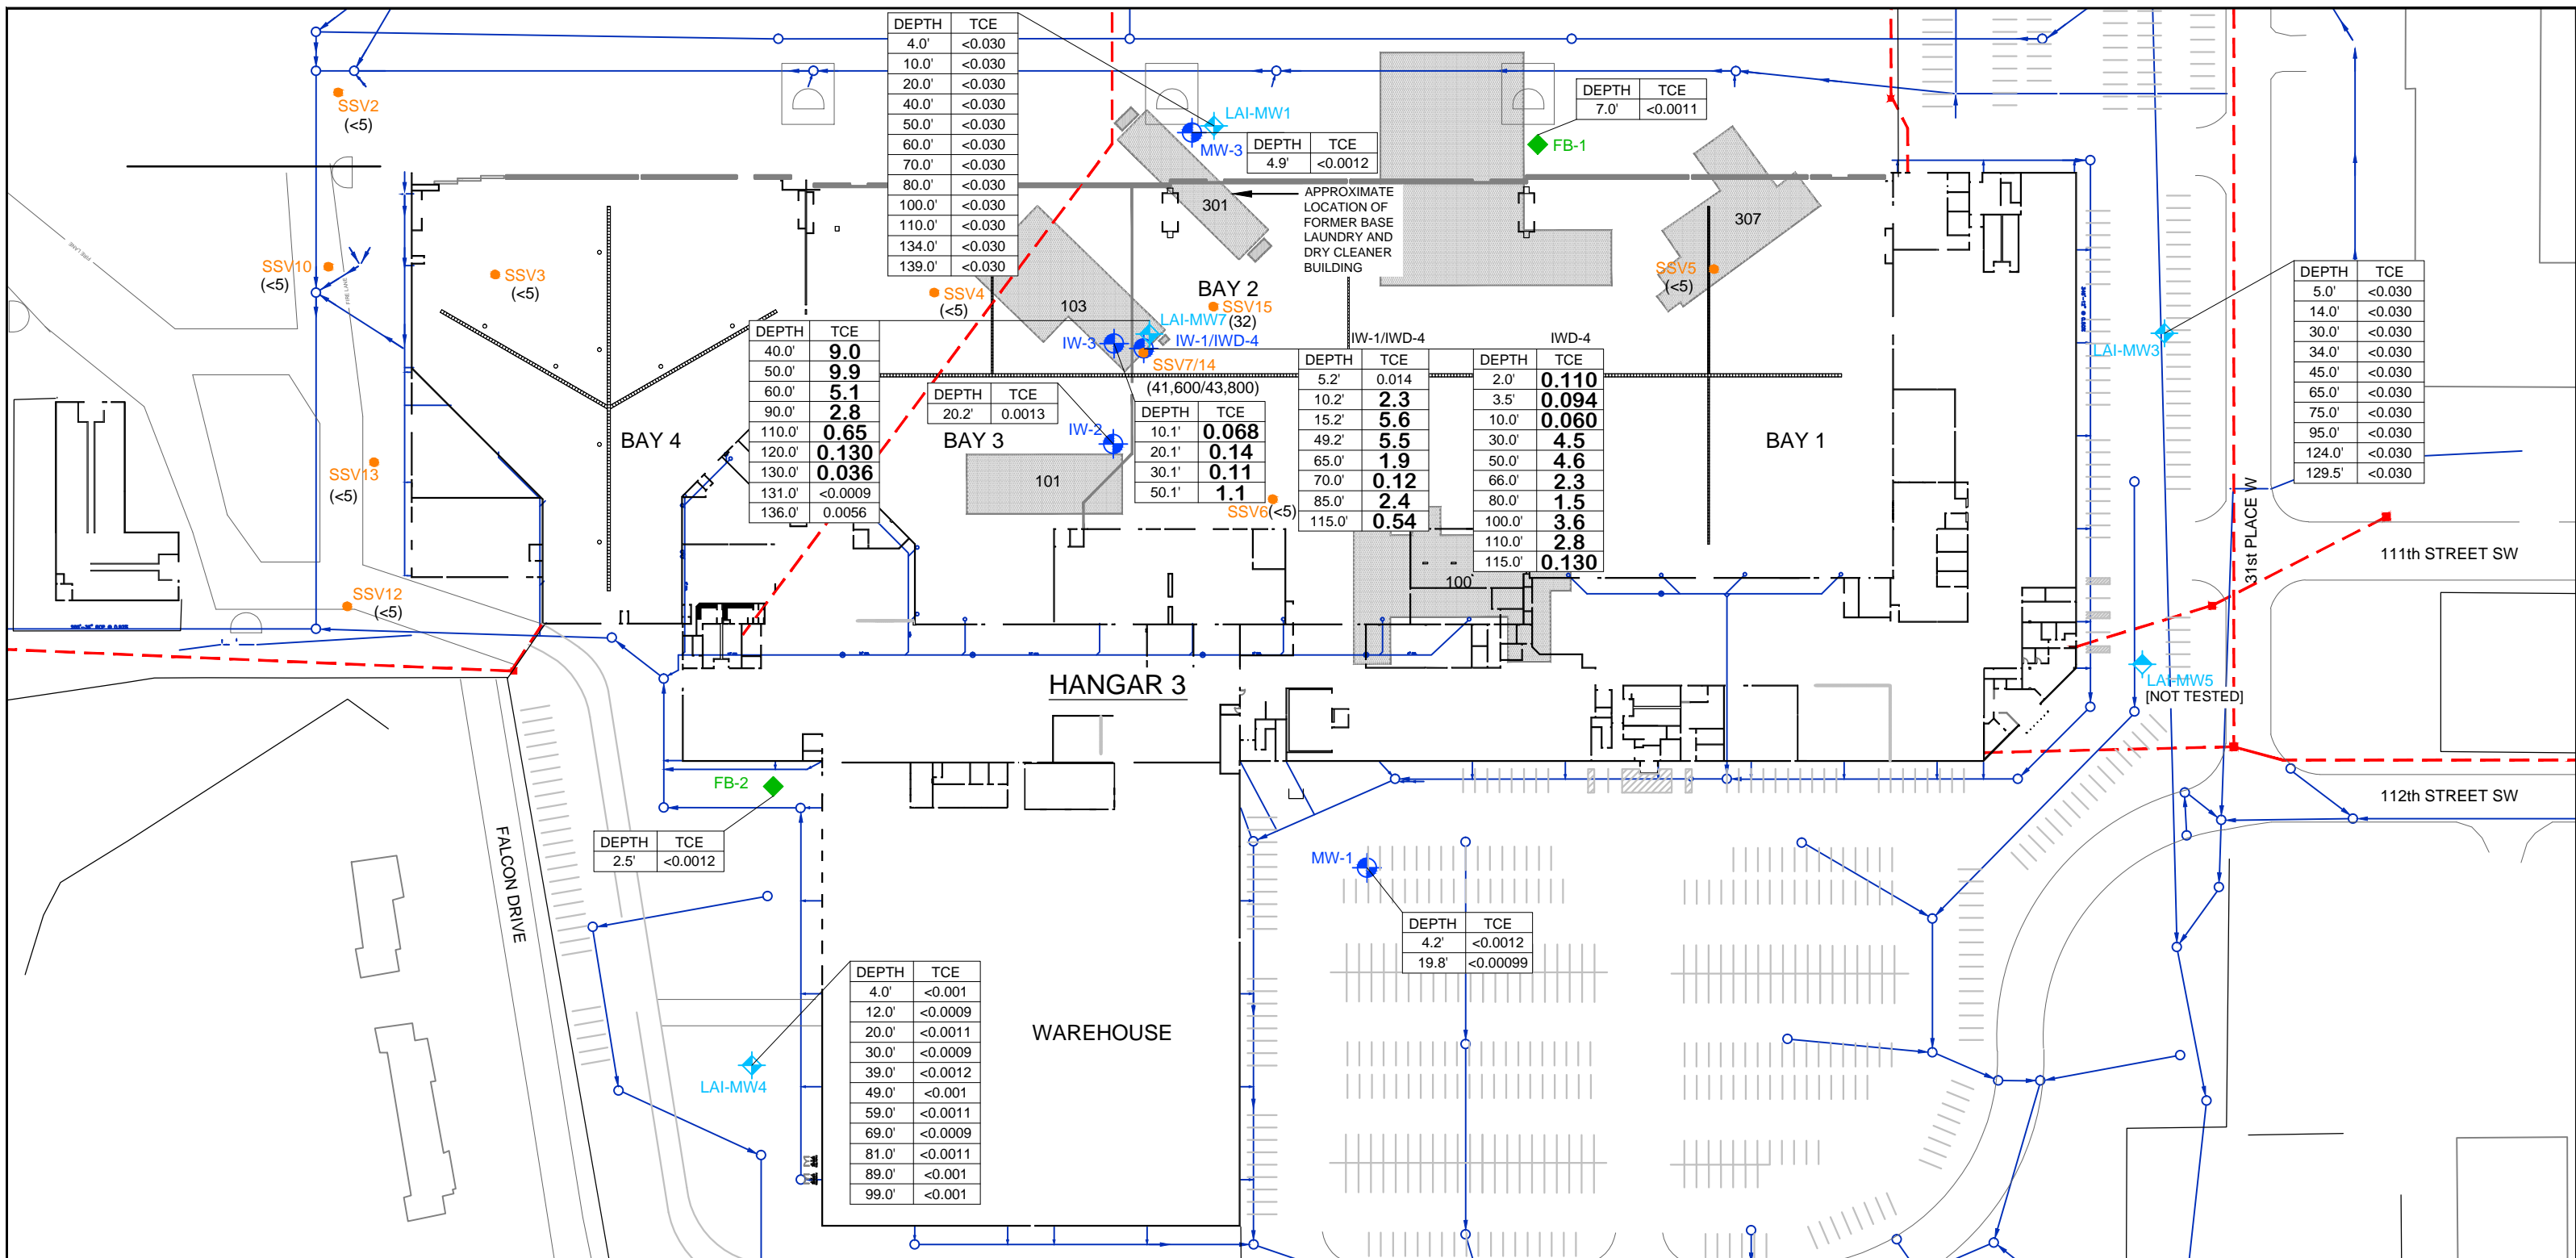 DEPTH TCE
4.0' <0.030
10.0' <0.030
20.0' <0.030
40.0' <0.030
50.0' <0.030
60.0' <0.030
70.0' <0.030
80.0' <0.030
100.0' <0.030
110.0' <0.030
134.0' <0.030
139.0' <0.030
SSV2
(<5)
LAI-MW1
MW-3
DEPTH TCE
4.9' <0.0012
DEPTH TCE
7.0' <0.0011
FB-1
301
APPROXIMATE
LOCATION OF
FORMER BASE
LAUNDRY AND
DRY CLEANER
BUILDING
307
FIRE LANE
FIRE LANE
SSV10
(<5)
SSV3
(<5)
SSV4
(<5)
103
BAY 2
SSV15
(32)
SSV5
(<5)
LAI-MW7
IW-3
IW-1/IWD-4
SSV7/14
(41,600/43,800)
DEPTH TCE
40.0' 9.0
50.0' 9.9
60.0' 5.1
90.0' 2.8
110.0' 0.65
120.0' 0.130
130.0' 0.036
131.0' <0.0009
136.0' 0.0056
DEPTH TCE
20.2' 0.0013
IW-2
DEPTH TCE
10.1' 0.068
20.1' 0.14
30.1' 0.11
50.1' 1.1
SSV6
(<5)
IW-1/IWD-4
DEPTH TCE
5.2' 0.014
10.2' 2.3
15.2' 5.6
49.2' 5.5
65.0' 1.9
70.0' 0.12
85.0' 2.4
115.0' 0.54
IWD-4
DEPTH TCE
2.0' 0.110
3.5' 0.094
10.0' 0.060
30.0' 4.5
50.0' 4.6
66.0' 2.3
80.0' 1.5
100.0' 3.6
110.0' 2.8
115.0' 0.130
LAI-MW3
DEPTH TCE
5.0' <0.030
14.0' <0.030
30.0' <0.030
34.0' <0.030
45.0' <0.030
65.0' <0.030
75.0' <0.030
95.0' <0.030
124.0' <0.030
129.5' <0.030
BAY 4
BAY 3
BAY 1
101
100
SSV13
(<5)
SSV12
(<5)
31st PLACE W
111th STREET SW
LAI-MW5
[NOT TESTED]
HANGAR 3
112th STREET SW
FB-2
DEPTH TCE
2.5' <0.0012
FALCON DRIVE
MW-1
DEPTH TCE
4.2' <0.0012
19.8' <0.00099
LAI-MW4
DEPTH TCE
4.0' <0.001
12.0' <0.0009
20.0' <0.0011
30.0' <0.0009
39.0' <0.0012
49.0' <0.001
59.0' <0.0011
69.0' <0.0009
81.0' <0.0011
89.0' <0.001
99.0' <0.001
WAREHOUSE